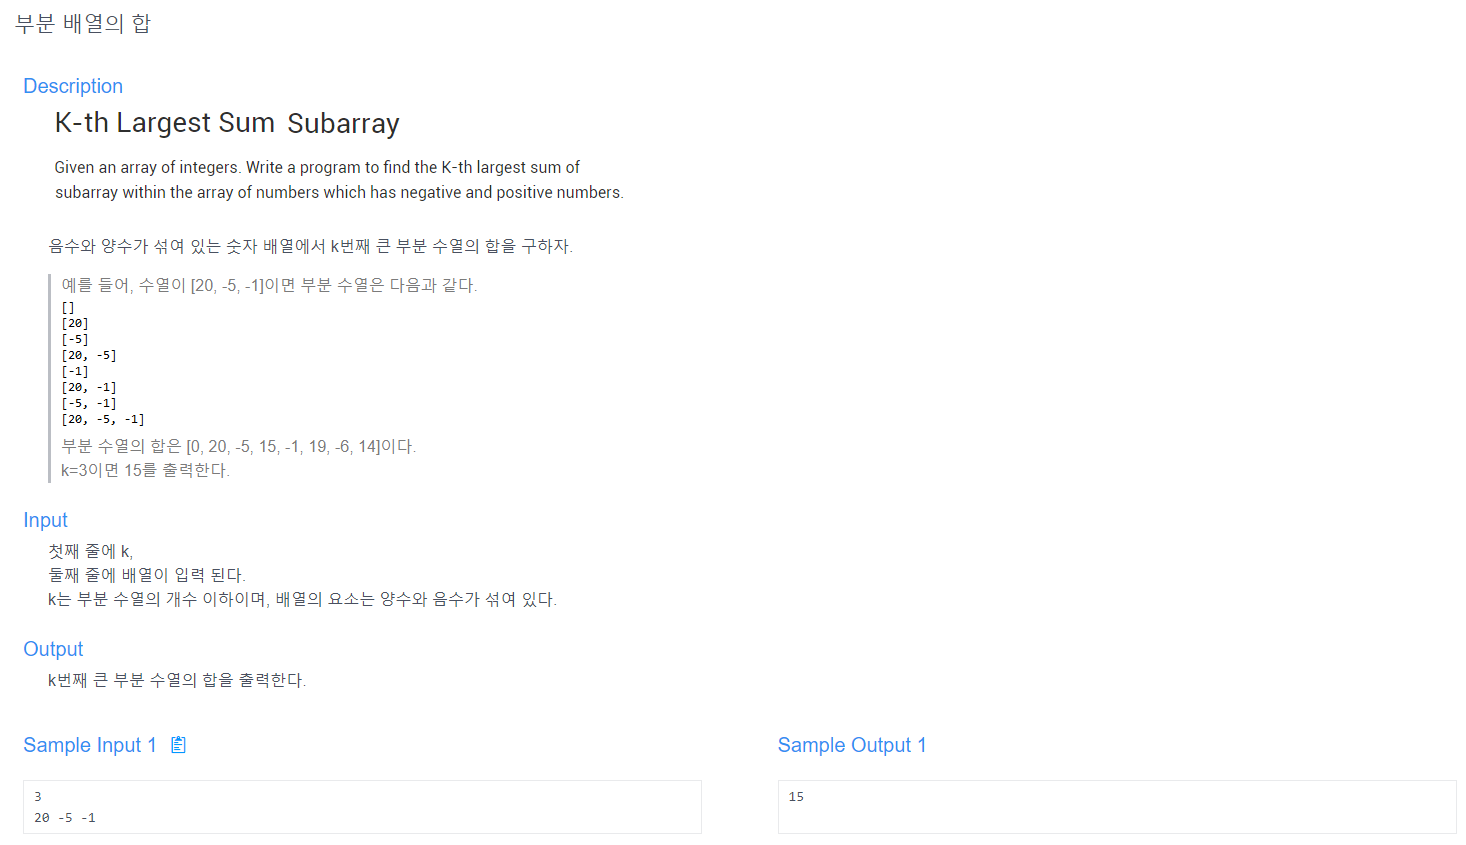 부분 배열의 합
Description
K-th Largest Sum Subarray
Given an array of integers. Write a program to find the K-th largest sum of
subarray within the array of numbers which has negative and positive numbers.
음수와 양수가 섞여 있는 숫자 배열에서 k번째 큰 부분 수열의 합을 구하자.
예를 들어, 수열이 [20, -5, -1]이면 부분 수열은 다음과 같다.
[]
[20]
[-5]
[20, -5]
[-1]
[20, -1]
[-5, -1]
[20, -5, -1]
부분 수열의 합은 [0, 20, -5, 15, -1, 19, -6, 14]이다.
k=3이면 15를 출력한다.
Input
첫째 줄에 k,
둘째 줄에 배열이 입력 된다.
k는 부분 수열의 개수 이하이며, 배열의 요소는 양수와 음수가 섞여 있다.
Output
k번째 큰 부분 수열의 합을 출력한다.
Sample Input 1
3
20 -5 -1
Sample Output 1
15